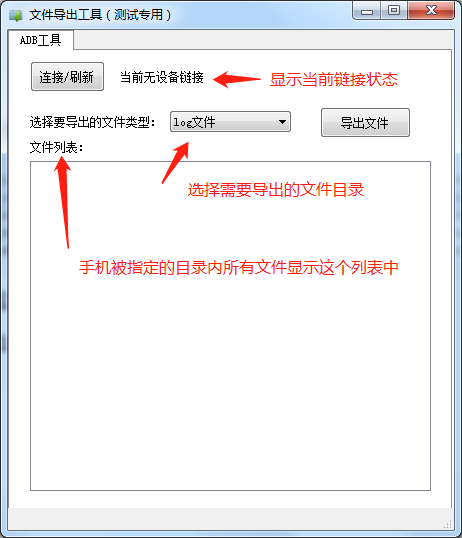 文件导出工具（测试专用）
ADB工具
连接/刷新 当前无设备链接 显示当前链接状态
选择要导出的文件类型： log文件 导出文件
文件列表：
选择需要导出的文件目录
手机被指定的目录内所有文件显示这个列表中